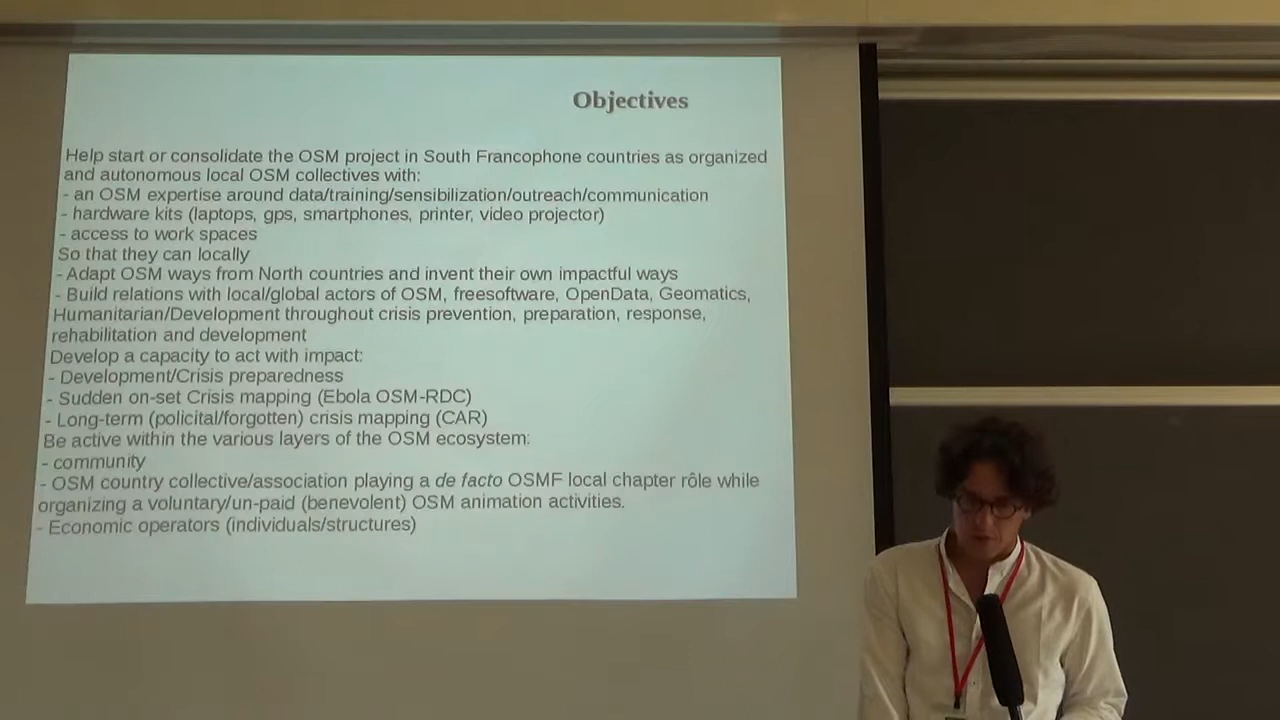 Objectives
Help start or consolidate the OSM project in South Francophone countries as organized
and autonomous local OSM collectives with:
- an OSM expertise around data/training/sensibilization/outreach/communication
- hardware kits (laptops, gps, smartphones, printer, video projector)
- access to work spaces
So that they can locally
- Adapt OSM ways from North countries and invent their own impactful ways
- Build relations with local/global actors of OSM, freesoftware, OpenData, Geomatics,
Humanitarian/Development throughout crisis prevention, preparation, response,
rehabilitation and development
Develop a capacity to act with impact:
- Development/Crisis preparedness
- Sudden on-set Crisis mapping (Ebola OSM-RDC)
- Long-term (policital/forgotten) crisis mapping (CAR)
Be active within the various layers of the OSM ecosystem:
- community
- OSM country collective/association playing a de facto OSMF local chapter rôle while
organizing a voluntary/un-paid (benevolent) OSM animation activities.
- Economic operators (individuals/structures)